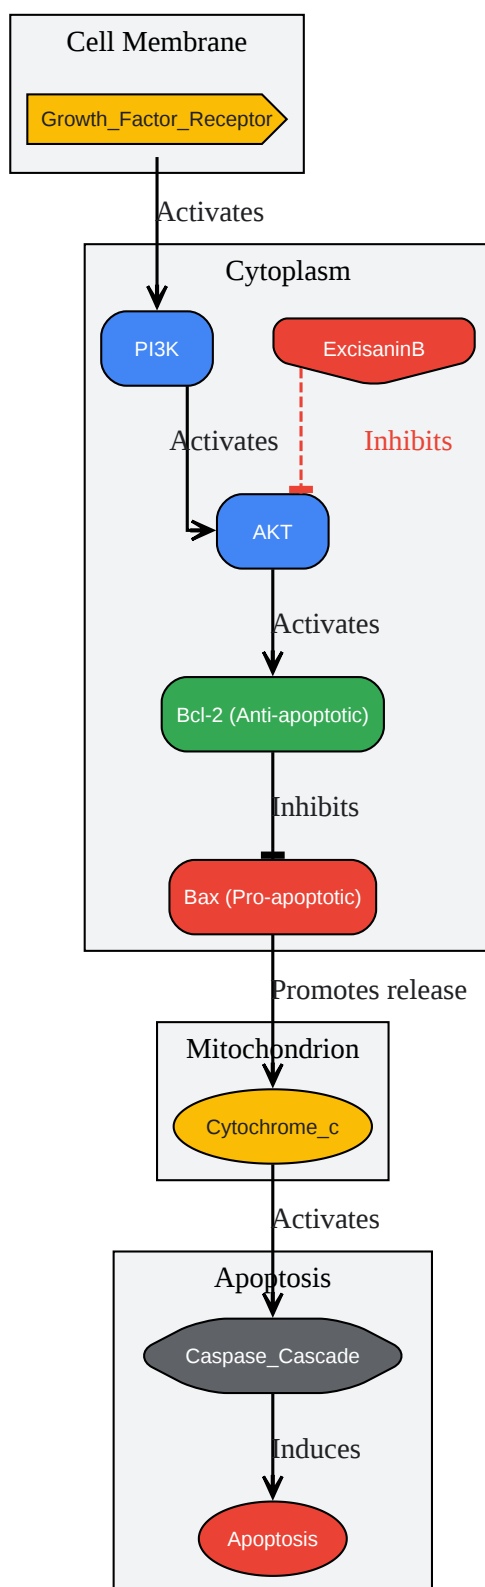 Cell Membrane
Growth_Factor_Receptor
Activates
Cytoplasm
PI3K
ExcisaninB
Activates
Inhibits
AKT
Activates
Bcl-2 (Anti-apoptotic)
Inhibits
Bax (Pro-apoptotic)
Promotes release
Mitochondrion
Cytochrome_c
Activates
Apoptosis
Caspase_Cascade
Induces
Apoptosis